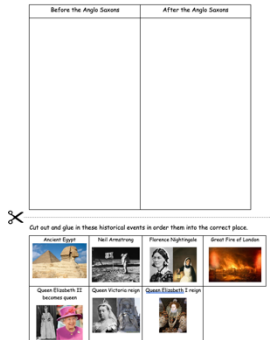 Before the Anglo Saxons
After the Anglo Saxons
Cut out and glue in these historical events in order them into the correct place.
Ancient Egypt
Neil Armstrong
Florence Nightingale
Great Fire of London
Queen Elizabeth II
becomes queen
Queen Victoria reign
Queen Elizabeth I reign